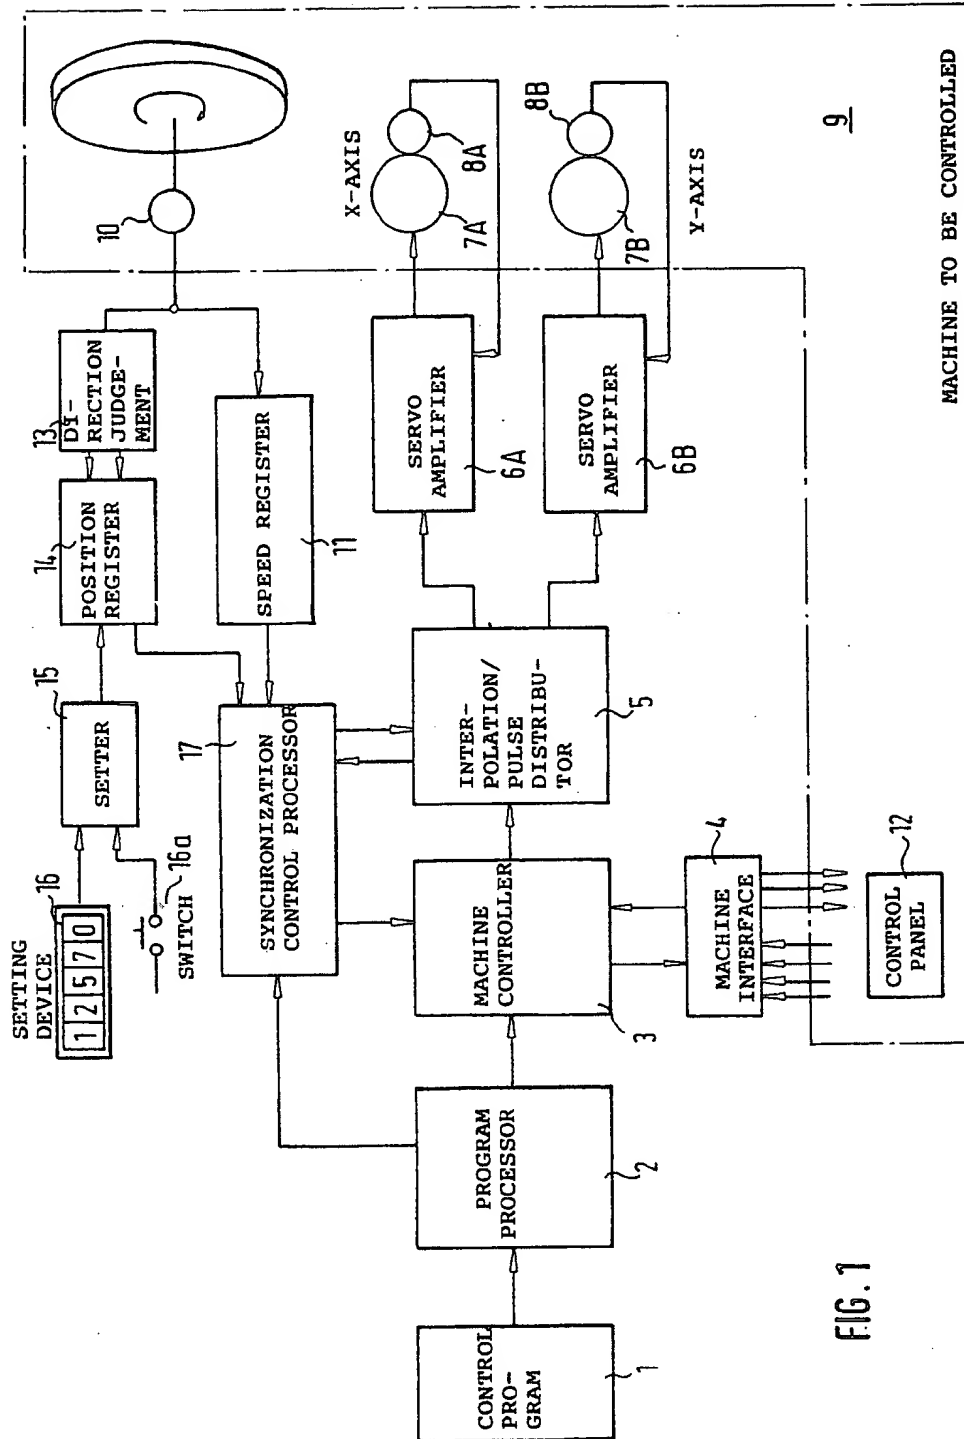 SETTING
DEVICE
16
1 2 5 7 0
16a
SWITCH
15
SETTER
14
POSITION
REGISTER
13
DI-
RECTION
JUDGE-
MENT
10
17
SYNCHRONIZATION
CONTROL PROCESSOR
SPEED REGISTER
11
CONTROL
PRO-
GRAM
1
PROGRAM
PROCESSOR
2
MACHINE
CONTROLLER
3
INTER-
POLATION/
PULSE
DISTRIBU-
TOR
5
SERVO
AMPLIFIER
6A
SERVO
AMPLIFIER
6B
X-AXIS
7A
8A
8B
7B
Y-AXIS
4
MACHINE
INTERFACE
12
CONTROL
PANEL
9
MACHINE TO BE CONTROLLED
FIG. 1